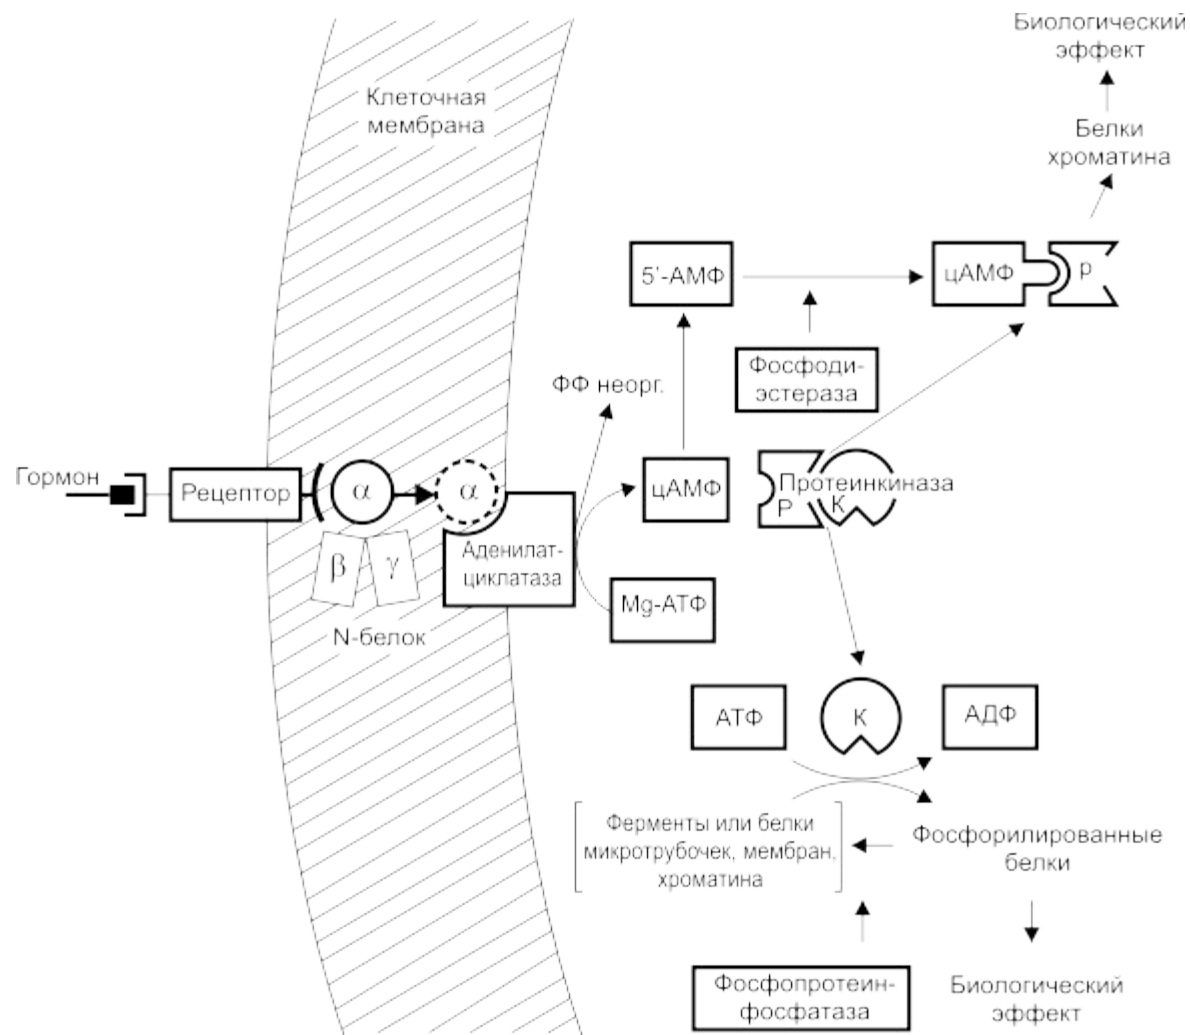 Биологический
эффект
Клеточная
мембрана
Белки
хроматина
5'-АМФ
цАМФ
р
Фосфоди-
эстераза
ФФ неорг.
Гормон
Рецептор
α
α
цАМФ
Протеинкиназа
Р
К
β
γ
Аденилат-
циклатаза
Mg-АТФ
N-белок
АТФ
К
АДФ
Ферменты или белки
микротрубочек, мембран,
хроматина
Фосфорилированные
белки
Фосфопротеин-
фосфатаза
Биологический
эффект